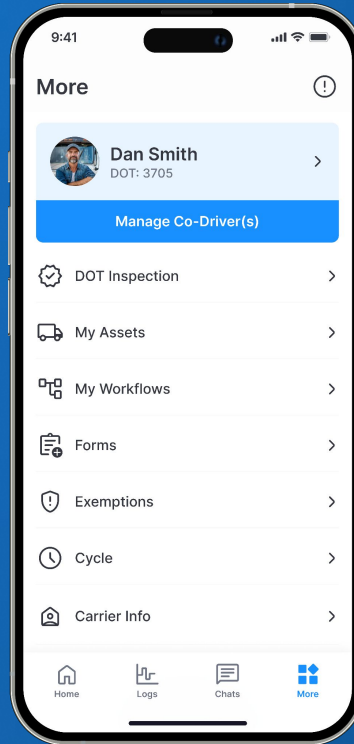 9:41
More
Dan Smith
DOT: 3705
Manage Co-Driver(s)
DOT Inspection
My Assets
My Workflows
Forms
Exemptions
Cycle
Carrier Info
Home Logs Chats More